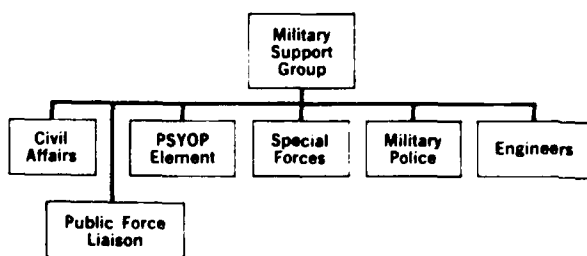 Military
Support
Group
Civil
Affairs
PSYOP
Element
Special
Forces
Military
Police
Engineers
Public Force
Liaison